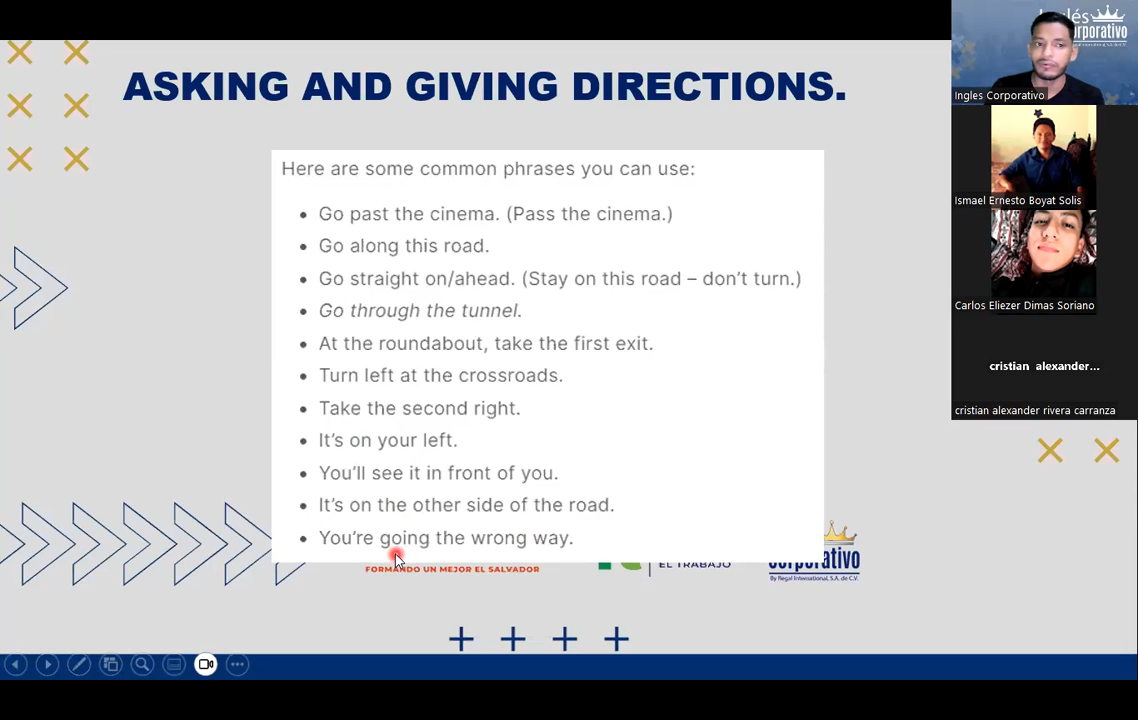 ASKING AND GIVING DIRECTIONS.
Here are some common phrases you can use:
• Go past the cinema. (Pass the cinema.)
• Go along this road.
• Go straight on/ahead. (Stay on this road – don't turn.)
• Go through the tunnel.
• At the roundabout, take the first exit.
• Turn left at the crossroads.
• Take the second right.
• It's on your left.
• You'll see it in front of you.
• It's on the other side of the road.
• You're going the wrong way.
FORMANDO UN MEJOR EL SALVADOR
EL TRABAJO
Corporativo
By Regal International, S.A. de C.V.
Ingles Corporativo
Ismael Ernesto Boyat Solis
Carlos Eliezer Dimas Soriano
cristian alexander...
cristian alexander rivera carranza